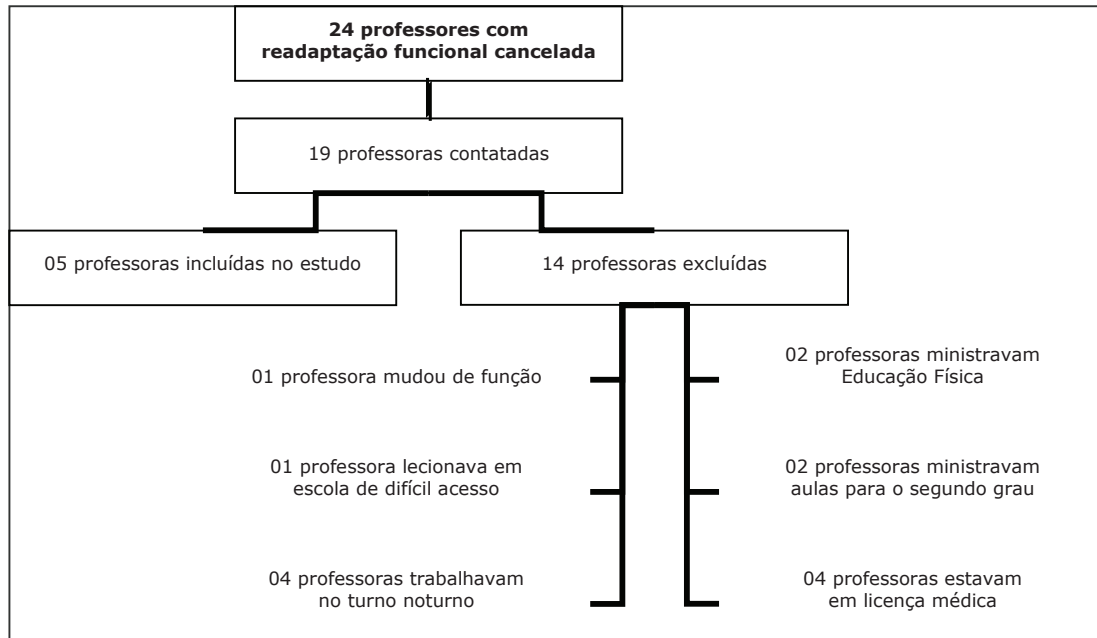 24 professores com
readaptação funcional cancelada
19 professoras contatadas
05 professoras incluídas no estudo
14 professoras excluídas
01 professora mudou de função
02 professoras ministravam
Educação Física
01 professora lecionava em
escola de difícil acesso
02 professoras ministravam
aulas para o segundo grau
04 professoras trabalhavam
no turno noturno
04 professoras estavam
em licença médica